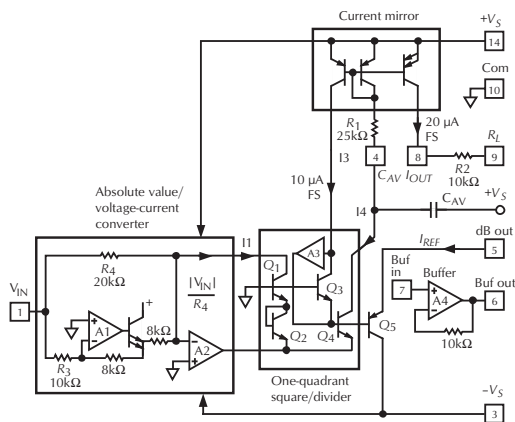 Current mirror
+VS
14
Com
10
R1
25kΩ
20 µA
FS
I3
4
8
RL
9
R2
10kΩ
CAV
IOUT
10 µA
FS
+VS
CAV
I4
Absolute value/
voltage-current
converter
IREF
dB out
5
VIN
1
R4
20kΩ
I1
|VIN|
R4
Q1
A3
Q3
Buf
in
7
Buffer
A4
Buf out
6
10kΩ
+
A1
8kΩ
A2
R3
10kΩ
8kΩ
Q2
Q4
Q5
One-quadrant
square/divider
−VS
3